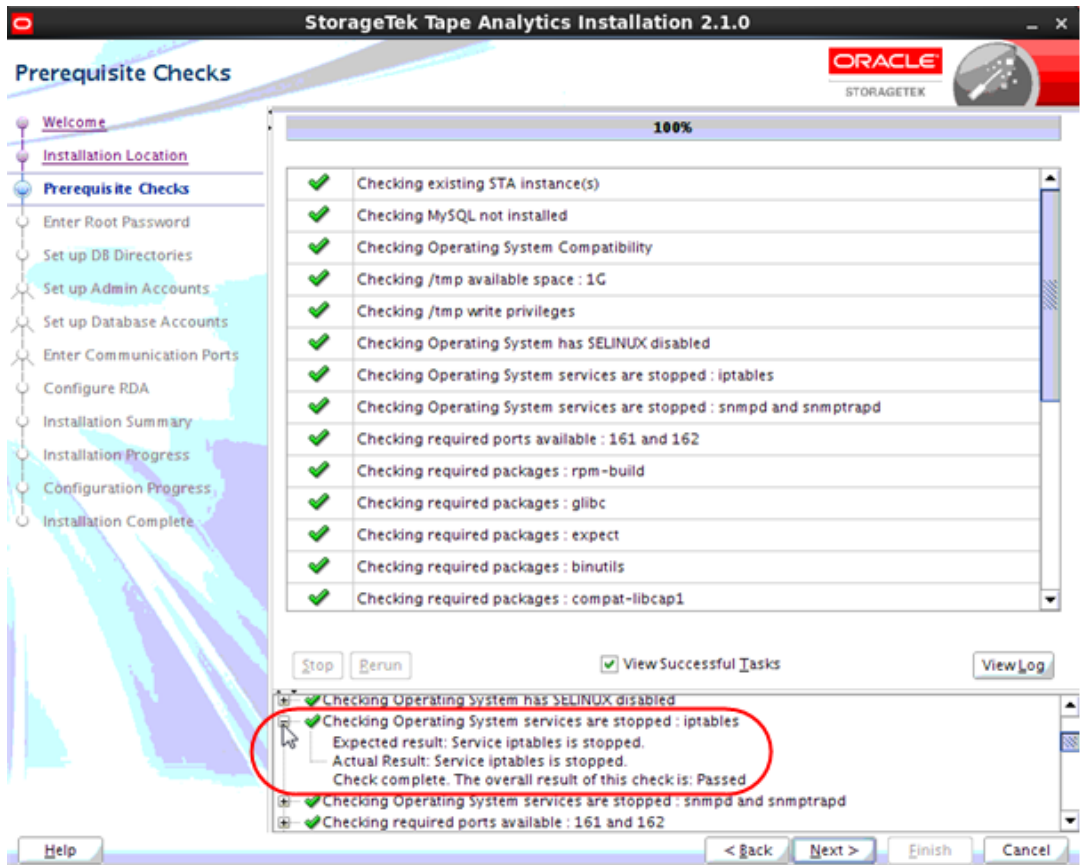 StorageTek Tape Analytics Installation 2.1.0
Prerequisite Checks
ORACLE
STORAGETEK
Welcome
Installation Location
Prerequisite Checks
Enter Root Password
Set up DB Directories
Set up Admin Accounts
Set up Database Accounts
Enter Communication Ports
Configure RDA
Installation Summary
Installation Progress
Configuration Progress
Installation Complete
100%
Checking existing STA instance(s)
Checking MySQL not installed
Checking Operating System Compatibility
Checking /tmp available space : 1G
Checking /tmp write privileges
Checking Operating System has SELINUX disabled
Checking Operating System services are stopped : iptables
Checking Operating System services are stopped : snmpd and snmptrapd
Checking required ports available : 161 and 162
Checking required packages : rpm-build
Checking required packages : glibc
Checking required packages : expect
Checking required packages : binutils
Checking required packages : compat-libcap1
Stop Rerun View Successful Tasks View Log
Checking Operating System has SELINUX disabled
Checking Operating System services are stopped : iptables
Expected result: Service iptables is stopped.
Actual Result: Service iptables is stopped.
Check complete. The overall result of this check is: Passed
Checking Operating System services are stopped : snmpd and snmptrapd
Checking required ports available : 161 and 162
Help < Back Next > Finish Cancel